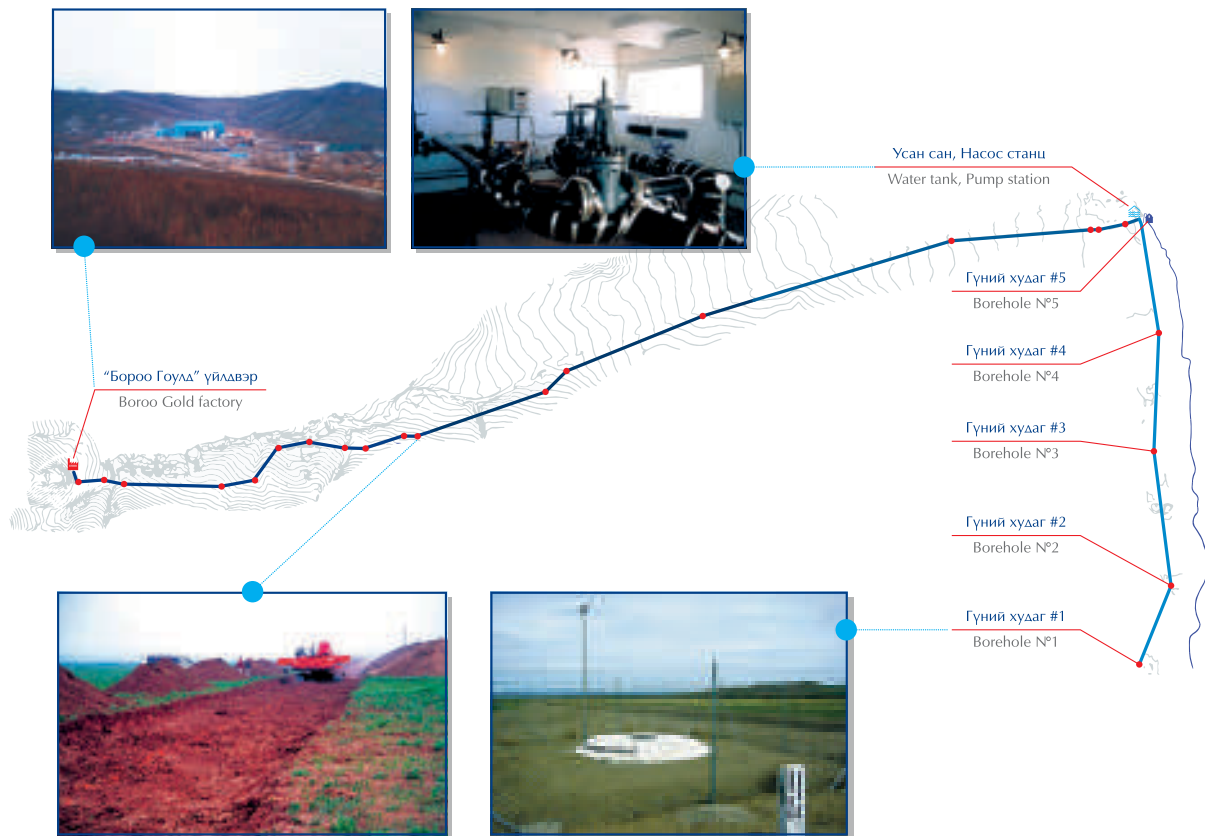 Усан сан, Насос станц
Water tank, Pump station
Гүний худаг #5
Borehole Nº5
Гүний худаг #4
Borehole Nº4
“Бороо Гоулд” үйлдвэр
Boroo Gold factory
Гүний худаг #3
Borehole Nº3
Гүний худаг #2
Borehole Nº2
Гүний худаг #1
Borehole Nº1